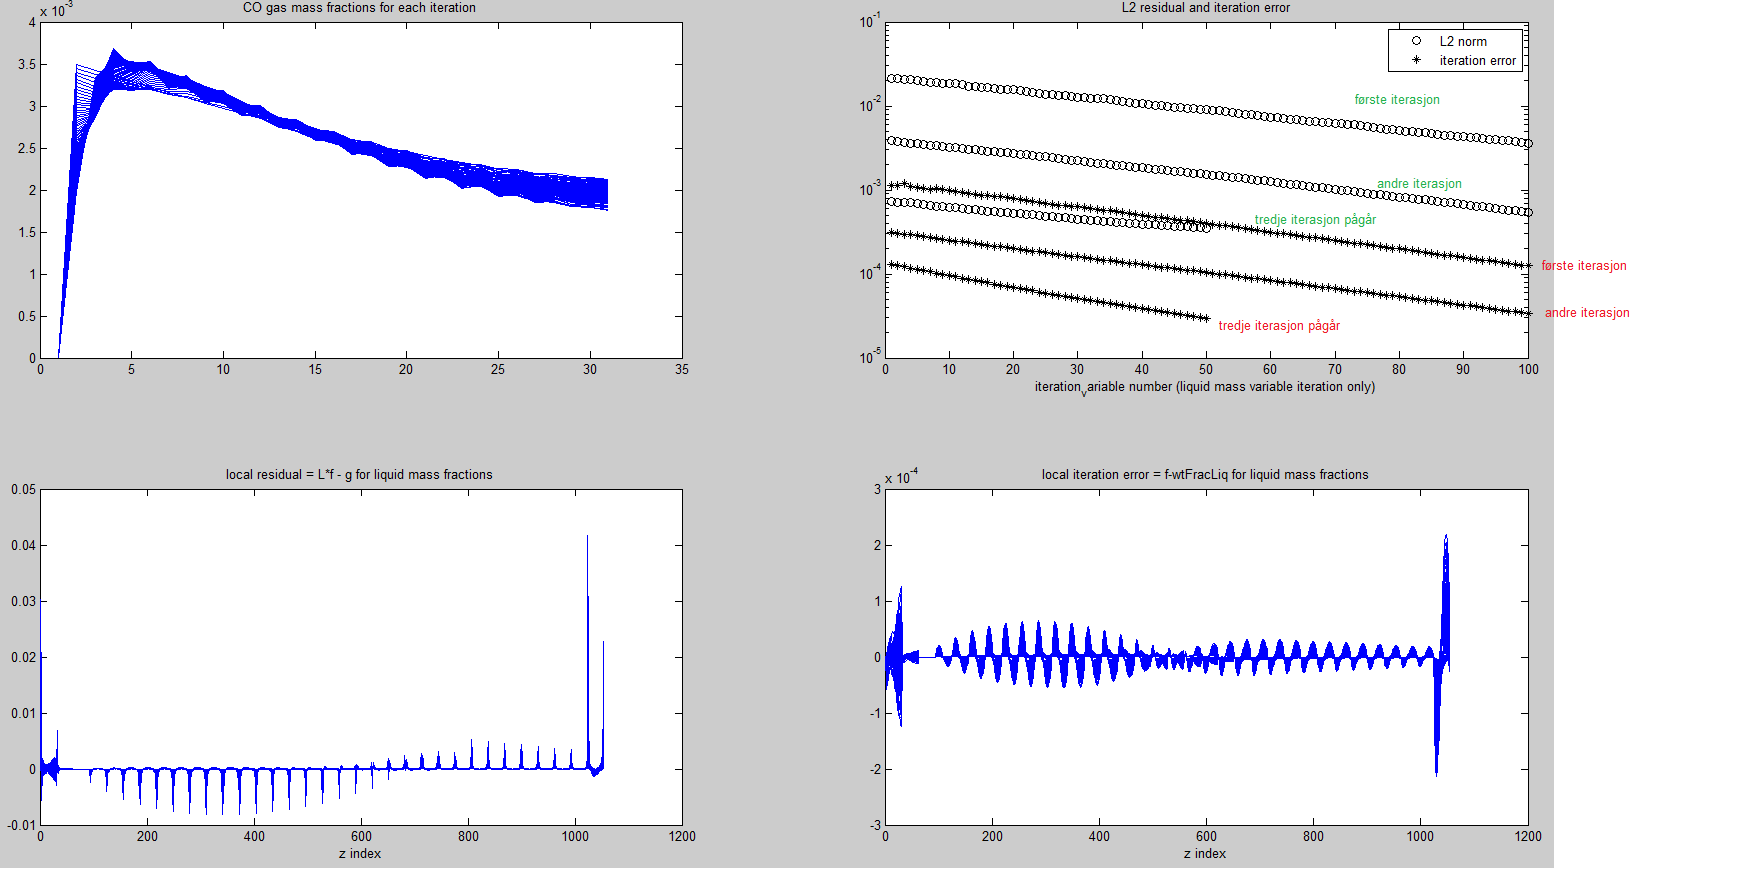 CO gas mass fractions for each iteration
x 10^-3
4
3.5
3
2.5
2
1.5
1
0.5
0
0 5 10 15 20 25 30 35
L2 residual and iteration error
10^-1
10^-2
10^-3
10^-4
10^-5
L2 norm
iteration error
første iterasjon
andre iterasjon
tredje iterasjon pågår
første iterasjon
andre iterasjon
tredje iterasjon pågår
0 10 20 30 40 50 60 70 80 90 100
iteration_variable number (liquid mass variable iteration only)
local residual = L*f - g for liquid mass fractions
0.05
0.04
0.03
0.02
0.01
0
-0.01
0 200 400 600 800 1000 1200
z index
local iteration error = f-wtFracLiq for liquid mass fractions
x 10^-4
3
2
1
0
-1
-2
-3
0 200 400 600 800 1000 1200
z index